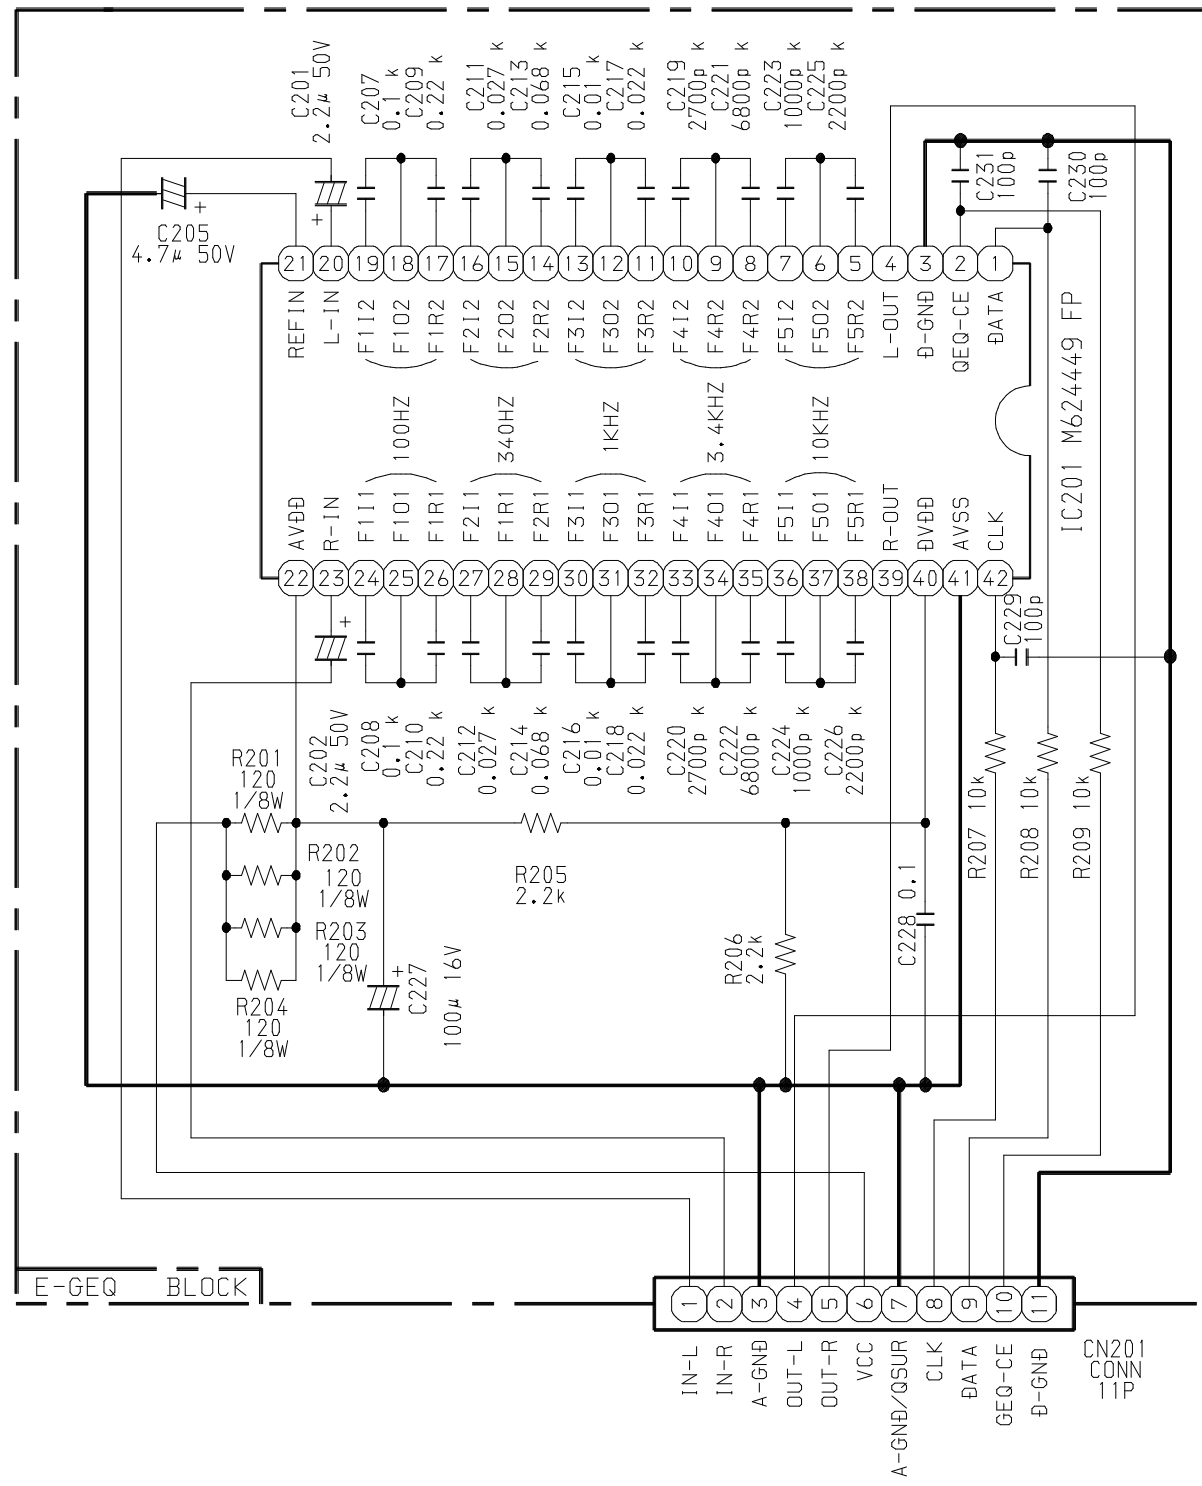 C201
2.2μ 50V
C207
0.1 k
C209
0.22 k
C211
0.027 k
C213
0.068 k
C215
0.01 k
C217
0.022 k
C219
2700p k
C221
6800p k
C223
1000p k
C225
2200p k
C231
100p
C230
100p
+
C205
4.7μ 50V
+
21
20
19
18
17
16
15
14
13
12
11
10
9
8
7
6
5
4
3
2
1
REFIN
L-IN
F1I2
F1O2
F1R2
F2I2
F2O2
F2R2
F3I2
F3O2
F3R2
F4I2
F4R2
F4R2
F5I2
F5O2
F5R2
L-OUT
D-GND
QEQ-CE
DATA
100HZ
340HZ
1KHZ
3.4KHZ
10KHZ
IC201 M624449 FP
AVDD
R-IN
F1I1
F1O1
F1R1
F2I1
F1R1
F2R1
F3I1
F3O1
F3R1
F4I1
F4O1
F4R1
F5I1
F5O1
F5R1
R-OUT
DVDD
AVSS
CLK
22
23
24
25
26
27
28
29
30
31
32
33
34
35
36
37
38
39
40
41
42
+
C229
100p
C202
2.2μ 50V
C208
0.1 k
C210
0.22 k
C212
0.027 k
C214
0.068 k
C216
0.01 k
C218
0.022 k
C220
2700p k
C222
6800p k
C224
1000p k
C226
2200p k
R201
120
1/8W
R202
120
1/8W
R203
120
1/8W
R204
120
1/8W
R205
2.2k
R206
2.2k
C228 0.1
R207 10k
R208 10k
R209 10k
+
C227
100μ 16V
E-GEQ BLOCK
1
2
3
4
5
6
7
8
9
10
11
IN-L
IN-R
A-GND
OUT-L
OUT-R
VCC
A-GND/QSUR
CLK
DATA
GEQ-CE
D-GND
CN201
CONN
11P